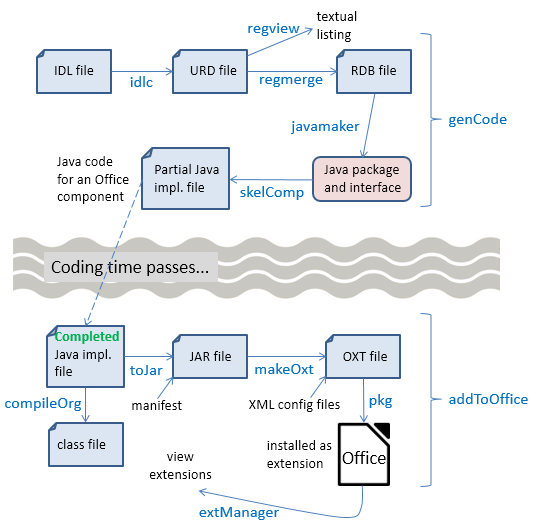 regview
textual
listing
IDL file
idlc
URD file
regmerge
RDB file
javamaker
genCode
Java code
for an Office
component
Partial Java
impl. file
skelComp
Java package
and interface
Coding time passes...
Completed
Java impl.
file
toJar
JAR file
makeOxt
OXT file
compileOrg
manifest
XML config files
pkg
addToOffice
class file
view
extensions
installed as
extension
Office
extManager